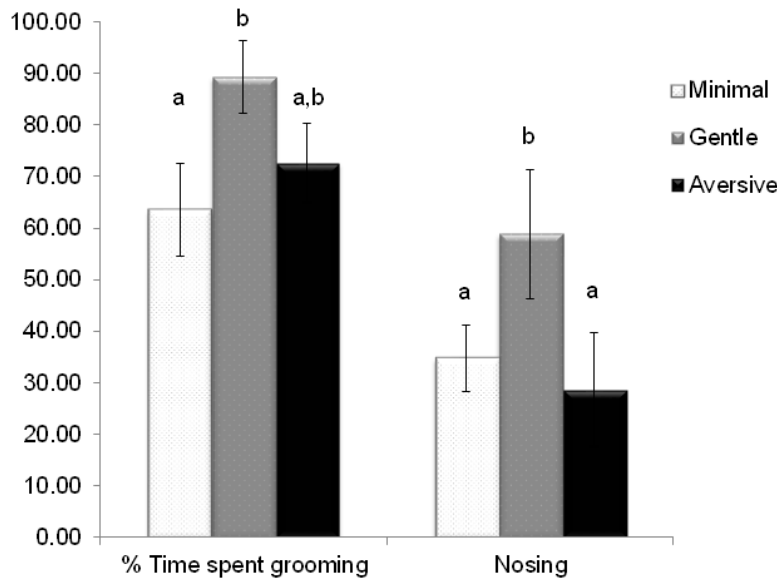 100.00
90.00
80.00
70.00
60.00
50.00
40.00
30.00
20.00
10.00
0.00
a
b
a,b
a
b
a
% Time spent grooming
Nosing
Minimal
Gentle
Aversive